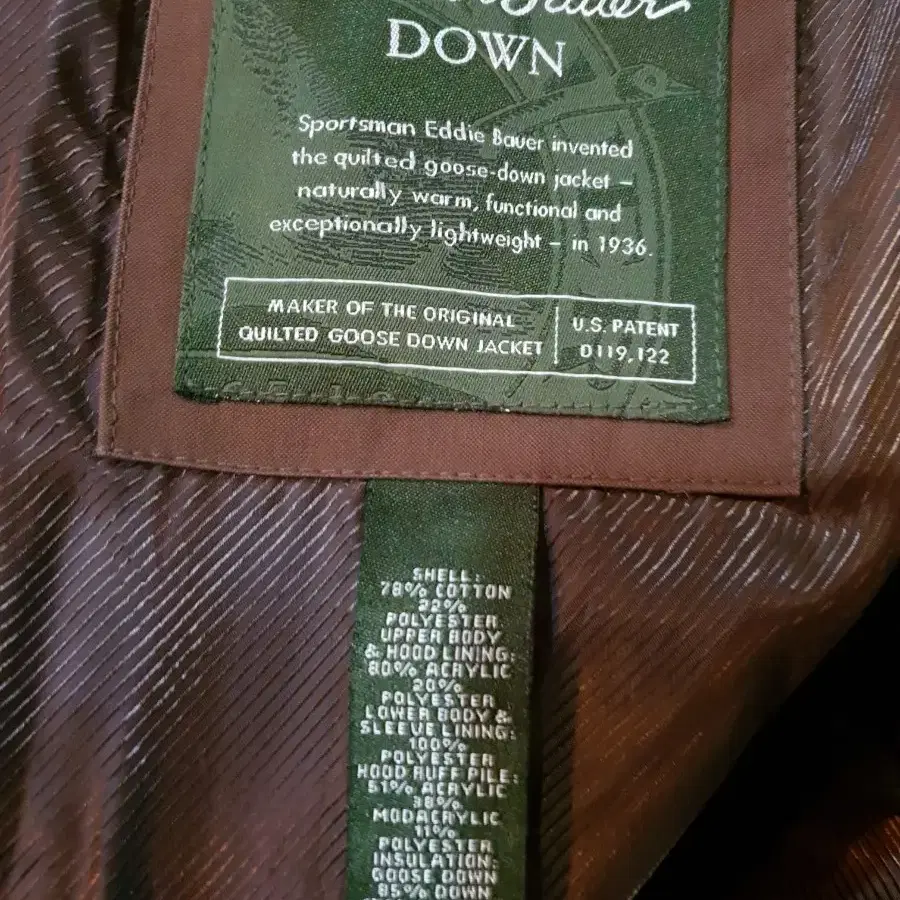 Bauer
DOWN
Sportsman Eddie Bauer invented
the quilted goose-down jacket –
naturally warm, functional and
exceptionally lightweight – in 1936.
MAKER OF THE ORIGINAL
QUILTED GOOSE DOWN JACKET
U.S. PATENT
D119,122
SHELL:
78% COTTON
22%
POLYESTER
UPPER BODY
& HOOD LINING:
80% ACRYLIC
20%
POLYESTER
LOWER BODY &
SLEEVE LINING:
100%
POLYESTER
HOOD RUFF PILE:
51% ACRYLIC
38%
MODACRYLIC
11%
POLYESTER
INSULATION:
GOOSE DOWN
85% DOWN